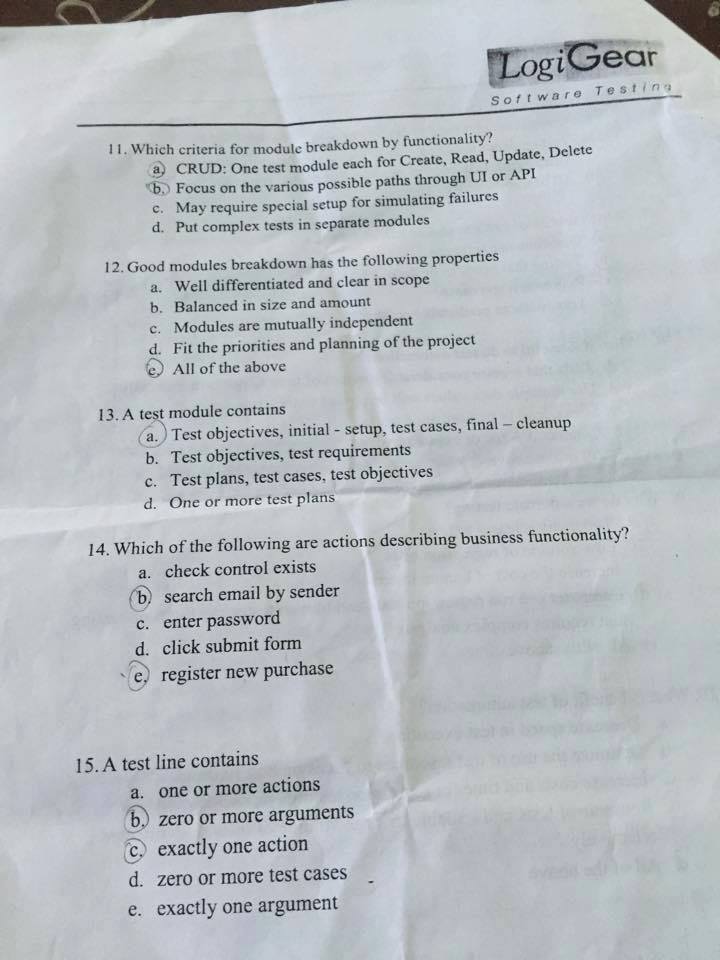 LogiGear
Software Testing
11. Which criteria for module breakdown by functionality?
a) CRUD: One test module each for Create, Read, Update, Delete
b. Focus on the various possible paths through UI or API
c. May require special setup for simulating failures
d. Put complex tests in separate modules
12. Good modules breakdown has the following properties
a. Well differentiated and clear in scope
b. Balanced in size and amount
c. Modules are mutually independent
d. Fit the priorities and planning of the project
e. All of the above
13. A test module contains
a. Test objectives, initial - setup, test cases, final – cleanup
b. Test objectives, test requirements
c. Test plans, test cases, test objectives
d. One or more test plans
14. Which of the following are actions describing business functionality?
a. check control exists
b. search email by sender
c. enter password
d. click submit form
e. register new purchase
15. A test line contains
a. one or more actions
b. zero or more arguments
c. exactly one action
d. zero or more test cases
e. exactly one argument